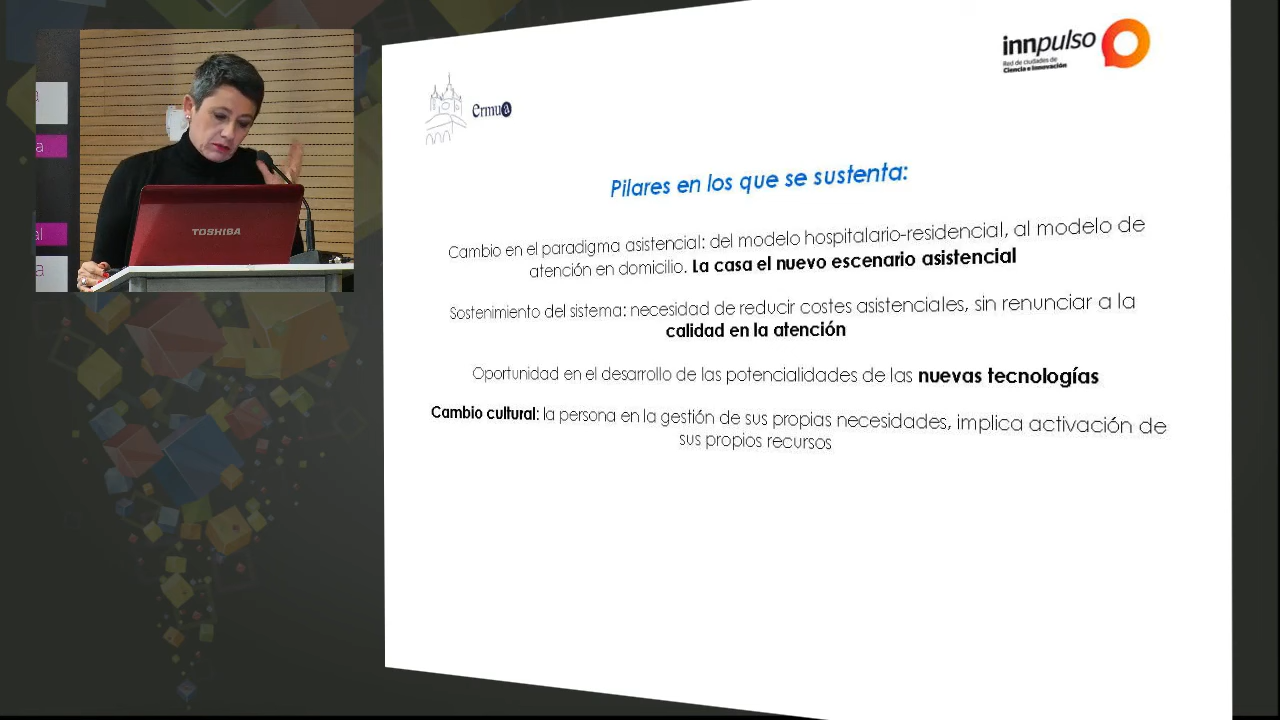 innpulso
Red de ciudades de
Ciencia e Innovación
ermua
Pilares en los que se sustenta:
Cambio en el paradigma asistencial: del modelo hospitalario-residencial, al modelo de
atención en domicilio. La casa el nuevo escenario asistencial
Sostenimiento del sistema: necesidad de reducir costes asistenciales, sin renunciar a la
calidad en la atención
Oportunidad en el desarrollo de las potencialidades de las nuevas tecnologías
Cambio cultural: la persona en la gestión de sus propias necesidades, implica activación de
sus propios recursos
TOSHIBA
a
a
al
a